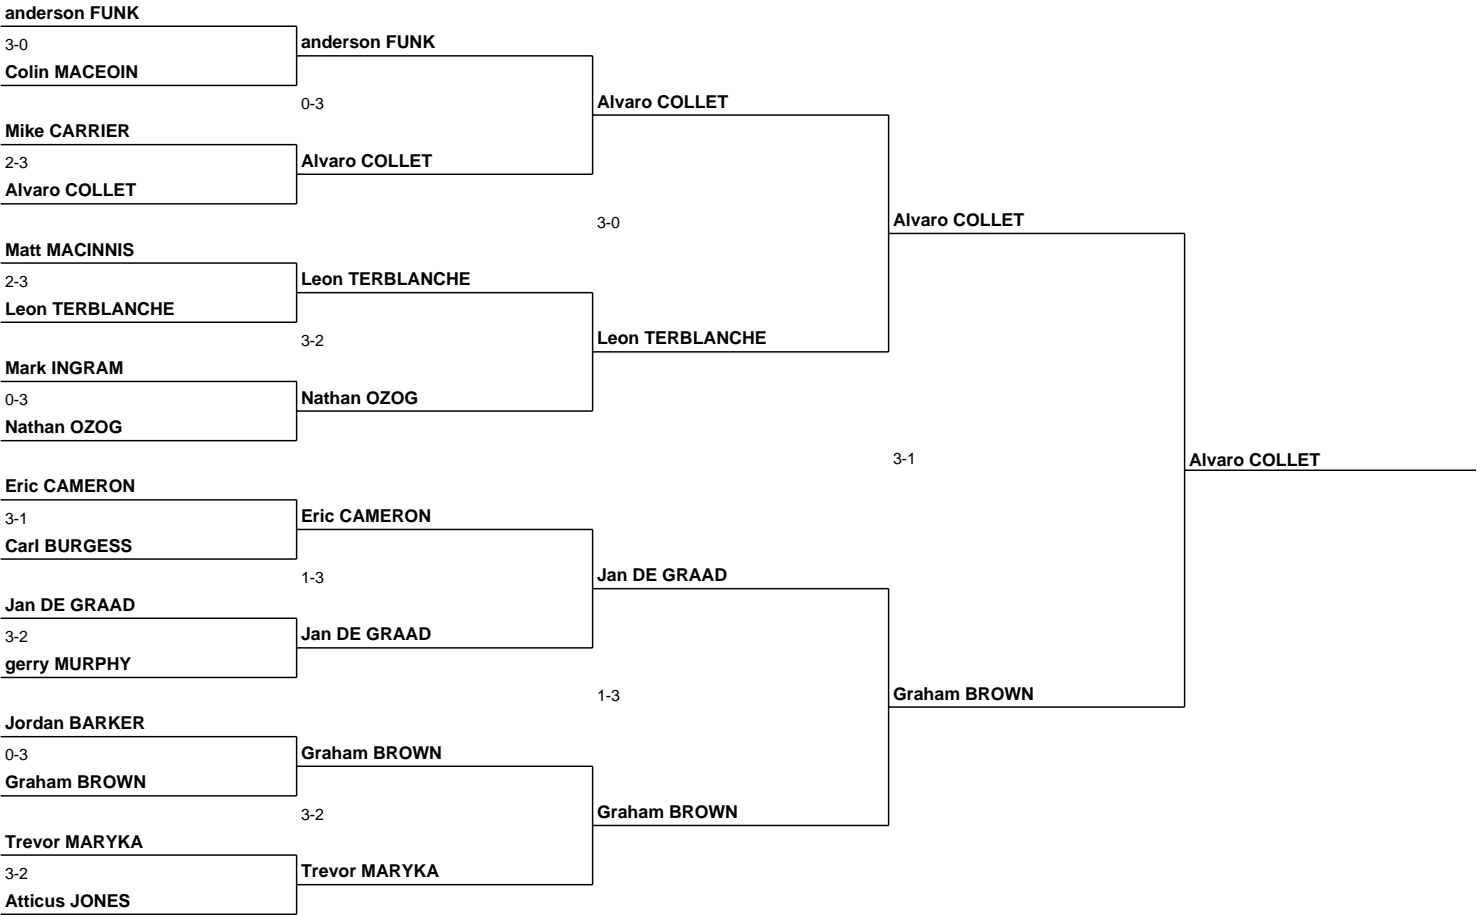 anderson FUNK
3-0
Colin MACEOIN
Mike CARRIER
2-3
Alvaro COLLET
Matt MACINNIS
2-3
Leon TERBLANCHE
Mark INGRAM
0-3
Nathan OZOG
Eric CAMERON
3-1
Carl BURGESS
Jan DE GRAAD
3-2
gerry MURPHY
Jordan BARKER
0-3
Graham BROWN
Trevor MARYKA
3-2
Atticus JONES
anderson FUNK
0-3
Alvaro COLLET
Leon TERBLANCHE
3-2
Nathan OZOG
Eric CAMERON
1-3
Jan DE GRAAD
Graham BROWN
3-2
Trevor MARYKA
Alvaro COLLET
3-0
Leon TERBLANCHE
Jan DE GRAAD
1-3
Graham BROWN
Alvaro COLLET
3-1
Graham BROWN
Alvaro COLLET